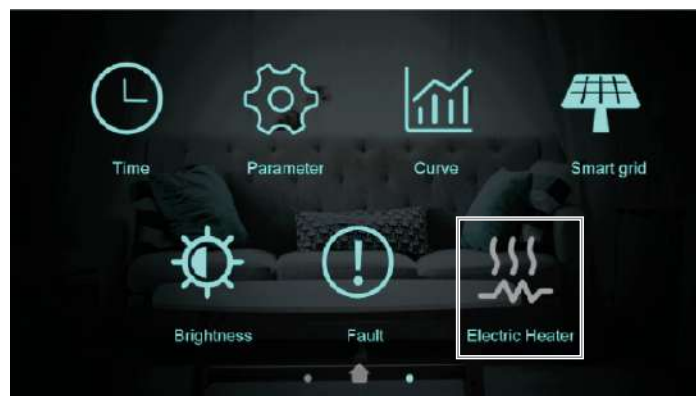 Time
Parameter
Curve
Smart grid
Brightness
Fault
Electric Heater